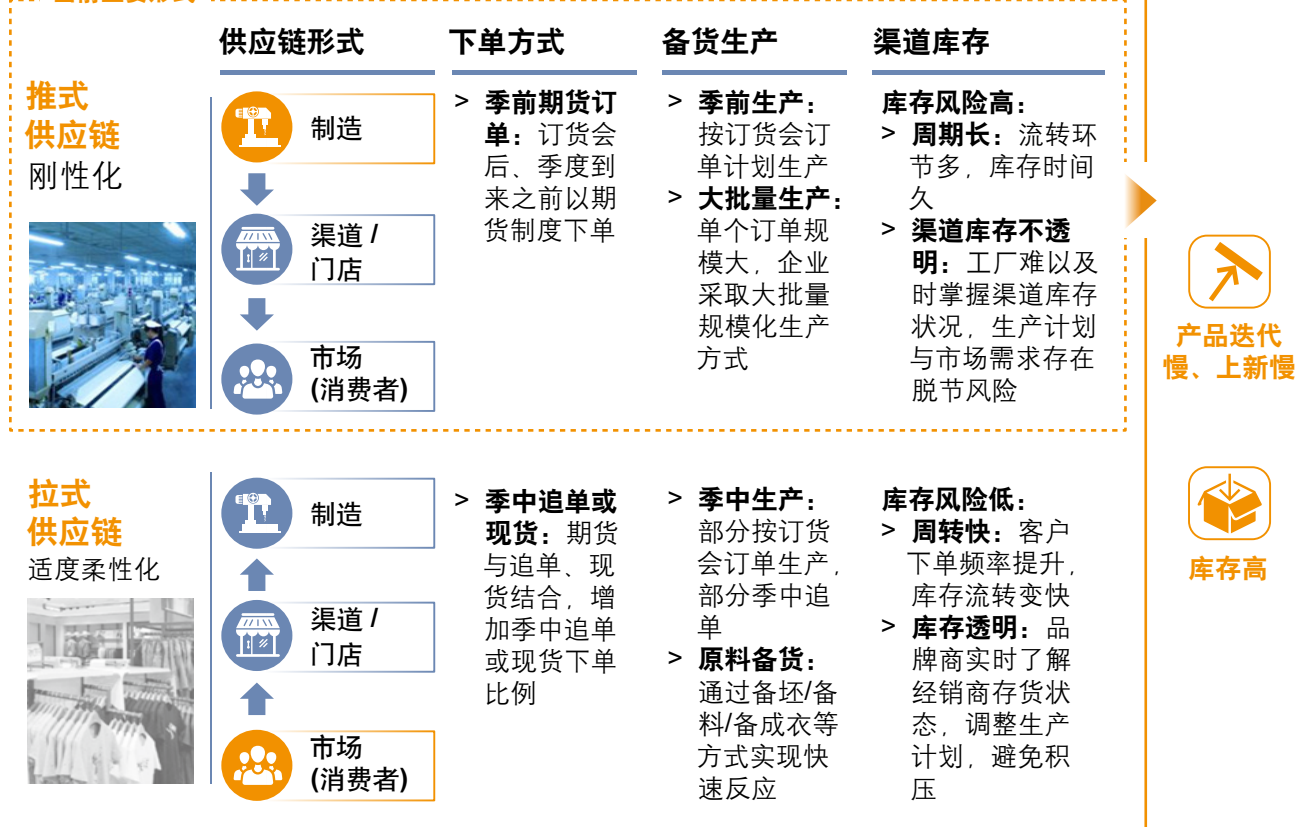 供应链形式
下单方式
备货生产
渠道库存
推式
供应链
刚性化
制造
渠道 /
门店
市场
(消费者)
> 季前期货订
单：订货会
后、季度到
来之前以期
货制度下单
> 季前生产：
按订货会订
单计划生产
> 大批量生产：
单个订单规
模大，企业
采取大批量
规模化生产
方式
库存风险高：
> 周期长：流转环
节多，库存时间
久
> 渠道库存不透
明：工厂难以及
时掌握渠道库存
状况，生产计划
与市场需求存在
脱节风险
拉式
供应链
适度柔性化
制造
渠道 /
门店
市场
(消费者)
> 季中追单或
现货：期货
与追单、现
货结合，增
加季中追单
或现货下单
比例
> 季中生产：
部分按订货
会订单生产，
部分季中追
单
> 原料备货：
通过备坯/备
料/备成衣等
方式实现快
速反应
库存风险低：
> 周转快：客户
下单频率提升，
库存流转变快
> 库存透明：品
牌商实时了解
经销商存货状
态，调整生产
计划，避免积
压
产品迭代
慢、上新慢
库存高